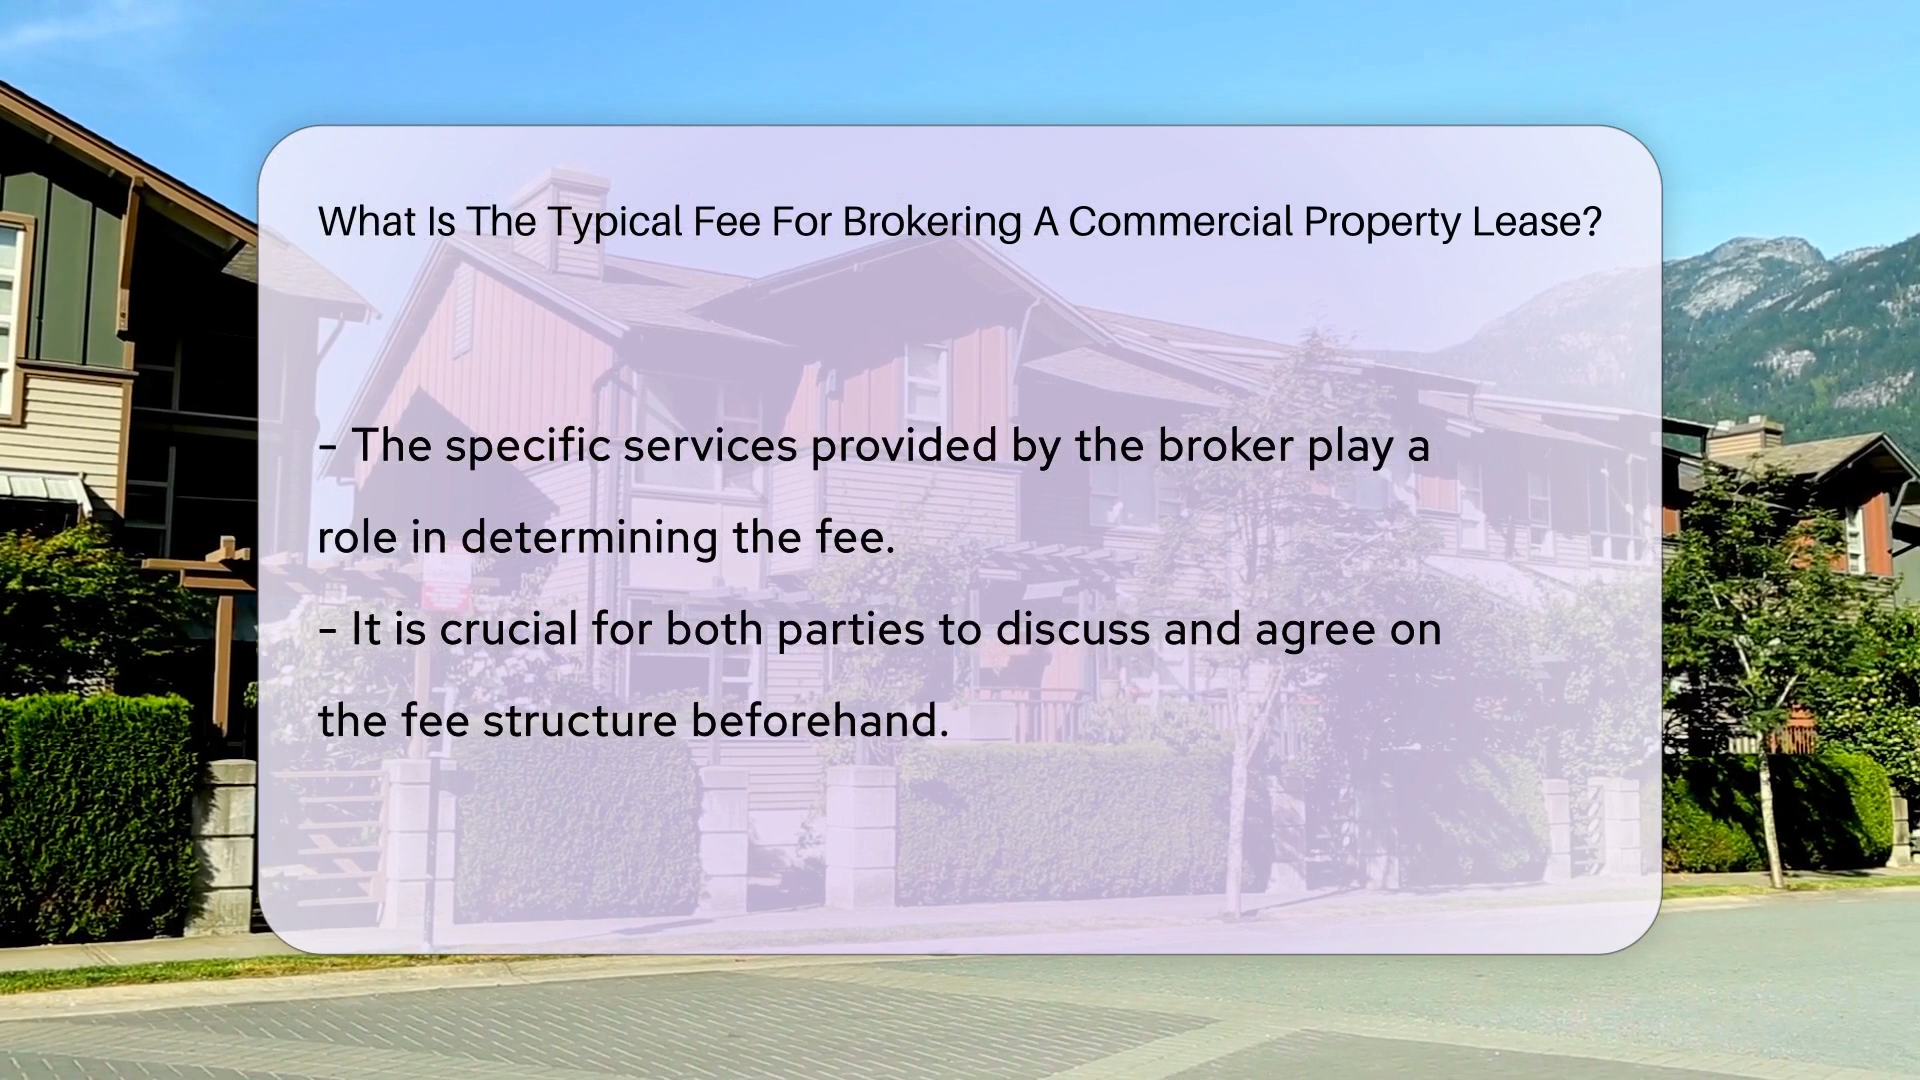 What Is The Typical Fee For Brokering A Commercial Property Lease?
- The specific services provided by the broker play a
role in determining the fee.
- It is crucial for both parties to discuss and agree on
the fee structure beforehand.